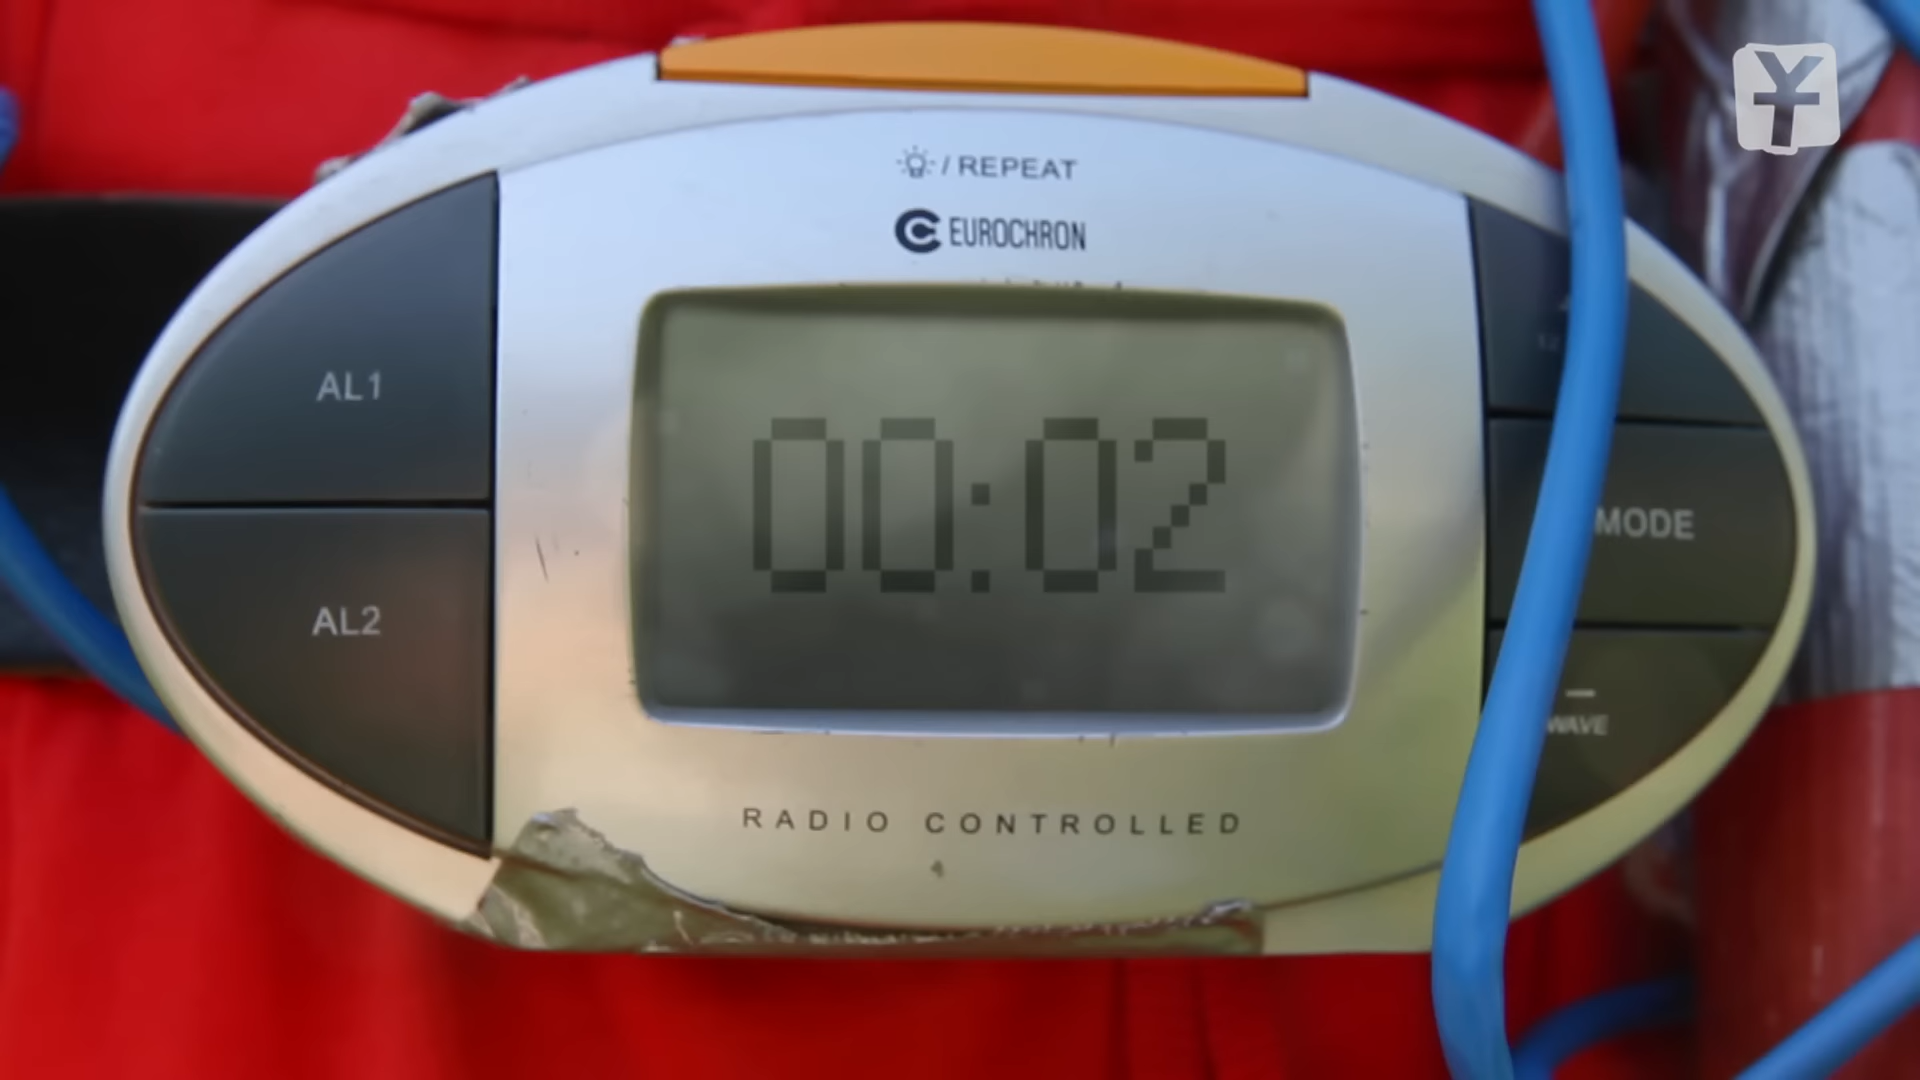 / REPEAT
EUROCHRON
AL1
00:02
MODE
AL2
–
WAVE
RADIO CONTROLLED